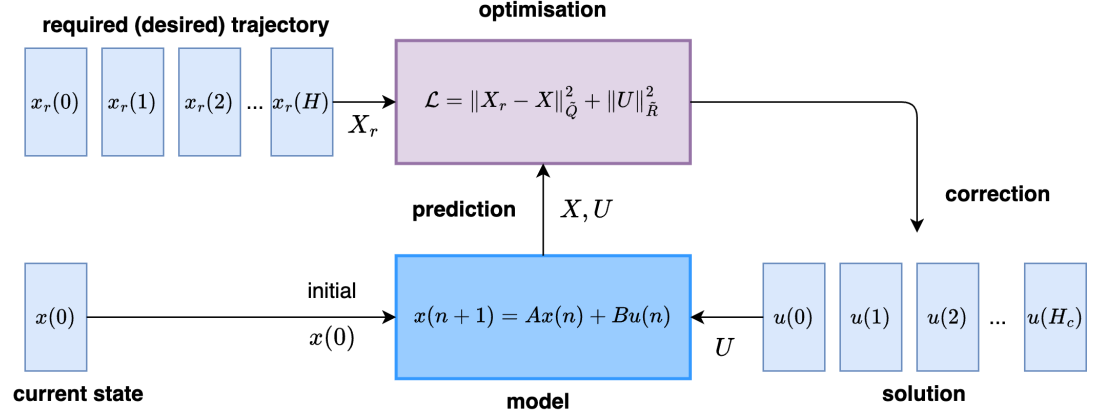 optimisation
required (desired) trajectory
x_r(0) x_r(1) x_r(2) ... x_r(H)
X_r
ℒ = ‖X_r − X‖²_Q̃ + ‖U‖²_R̃
correction
prediction
X, U
x(0)
initial
x(0)
x(n + 1) = Ax(n) + Bu(n)
U
u(0) u(1) u(2) ... u(H_c)
current state
model
solution